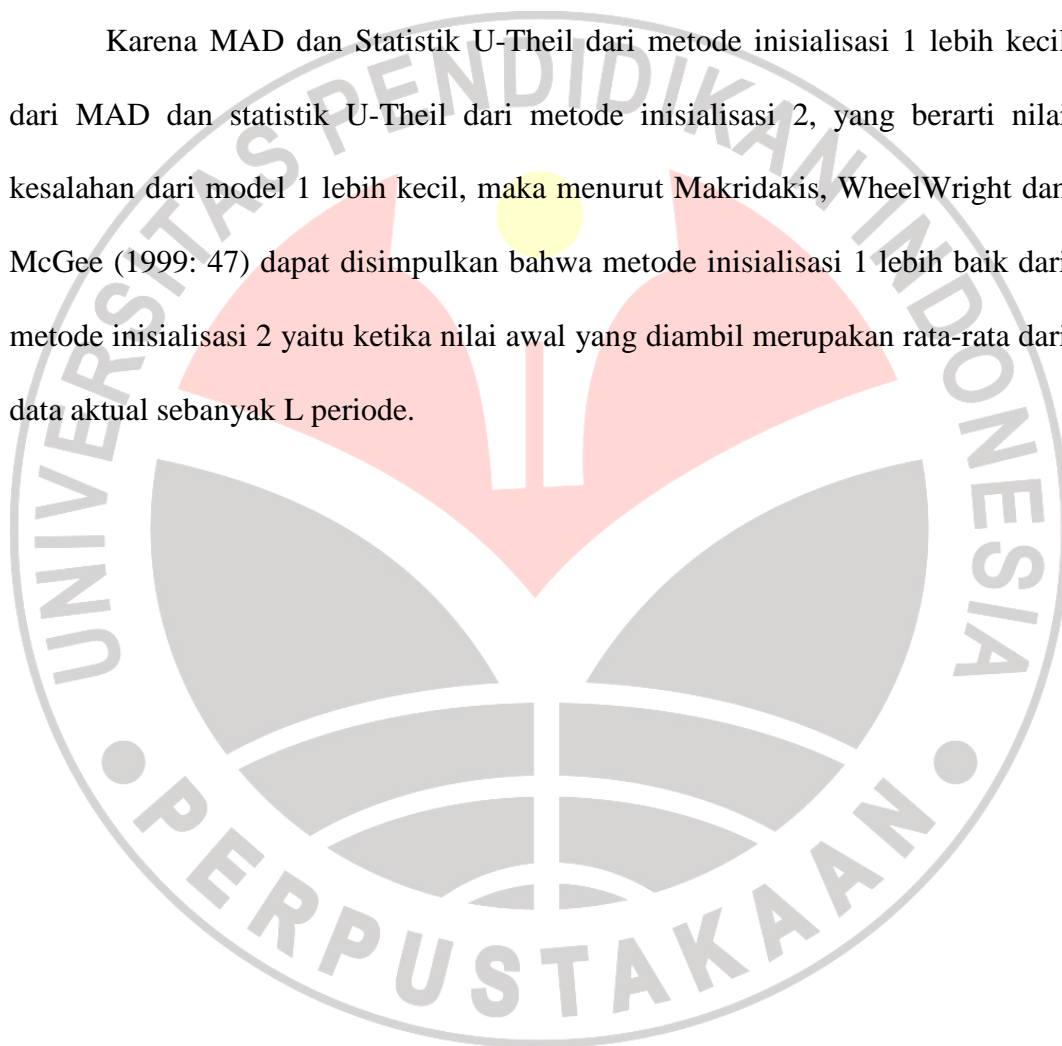 Karena MAD dan Statistik U-Theil dari metode inisialisasi 1 lebih kecil
dari MAD dan statistik U-Theil dari metode inisialisasi 2, yang berarti nilai
kesalahan dari model 1 lebih kecil, maka menurut Makridakis, WheelWright dan
McGee (1999: 47) dapat disimpulkan bahwa metode inisialisasi 1 lebih baik dari
metode inisialisasi 2 yaitu ketika nilai awal yang diambil merupakan rata-rata dari
data aktual sebanyak L periode.
UNIVERSITAS PENDIDIKAN INDONESIA
PERPUSTAKAAN